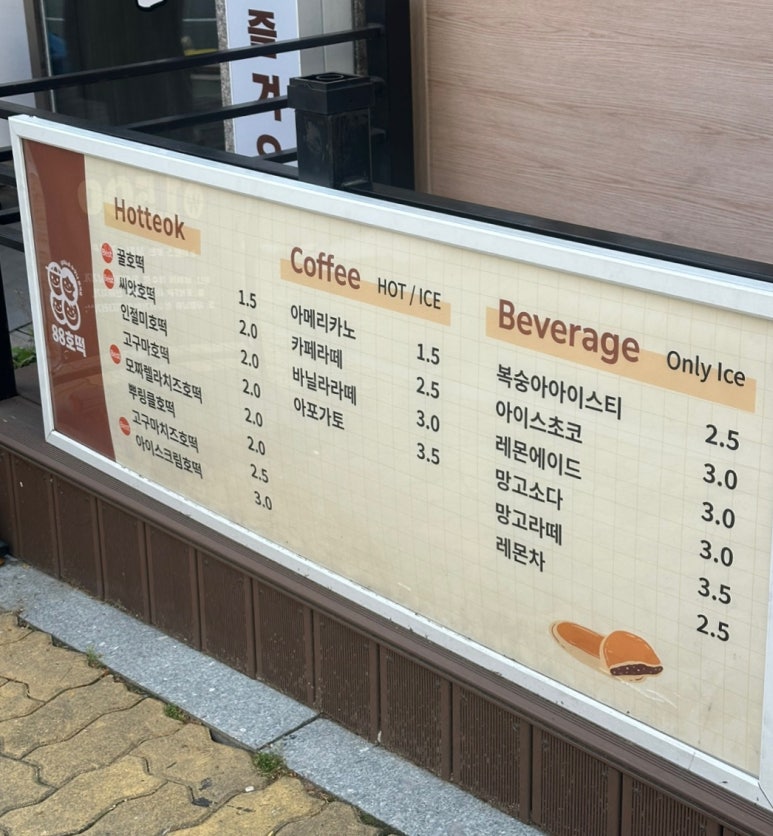 즐거
88호떡
Hotteok
Best 꿀호떡 1.5
Best 씨앗호떡 2.0
인절미호떡 2.0
고구마호떡 2.0
Best 모짜렐라치즈호떡 2.0
뿌링클호떡 2.0
Best 고구마치즈호떡 2.5
아이스크림호떡 3.0
Coffee HOT / ICE
아메리카노 1.5
카페라떼 2.5
바닐라라떼 3.0
아포가토 3.5
Beverage Only Ice
복숭아아이스티 2.5
아이스초코 3.0
레몬에이드 3.0
망고소다 3.0
망고라떼 3.5
레몬차 2.5